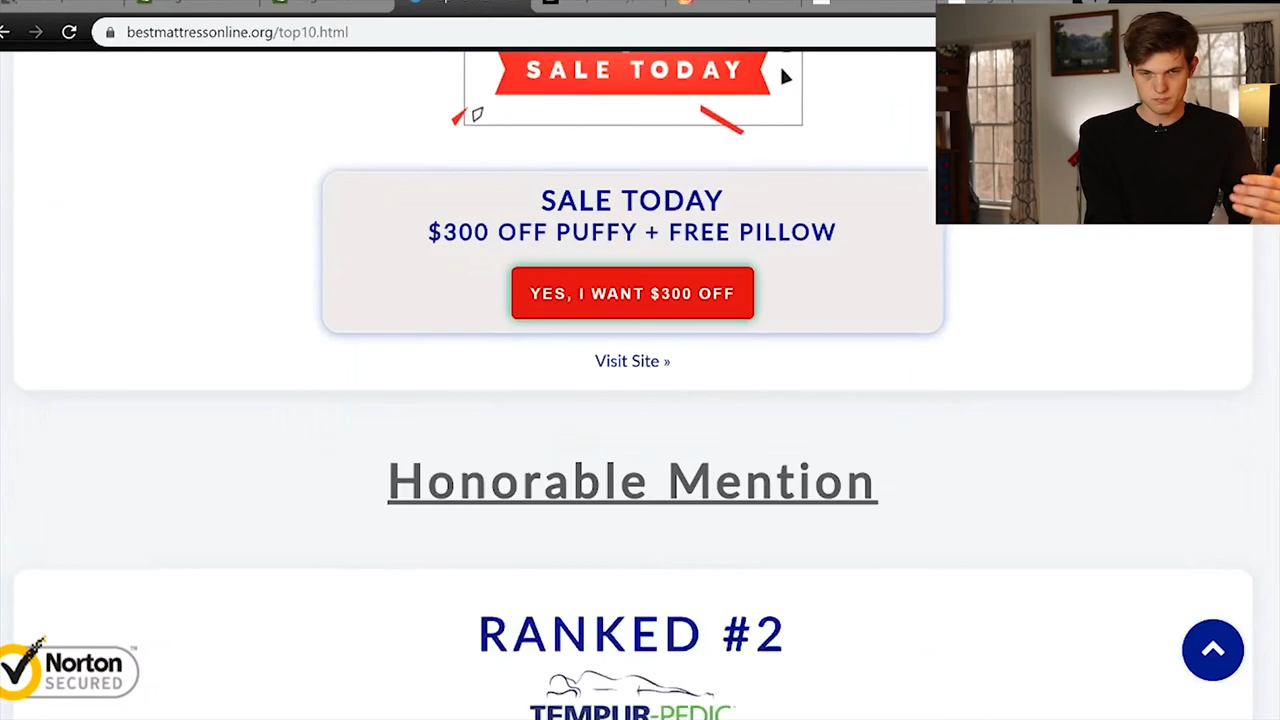 bestmattressonline.org/top10.html
SALE TODAY
SALE TODAY
$300 OFF PUFFY + FREE PILLOW
YES, I WANT $300 OFF
Visit Site »
Honorable Mention
RANKED #2
TEMPUR-PEDIC
Norton
SECURED